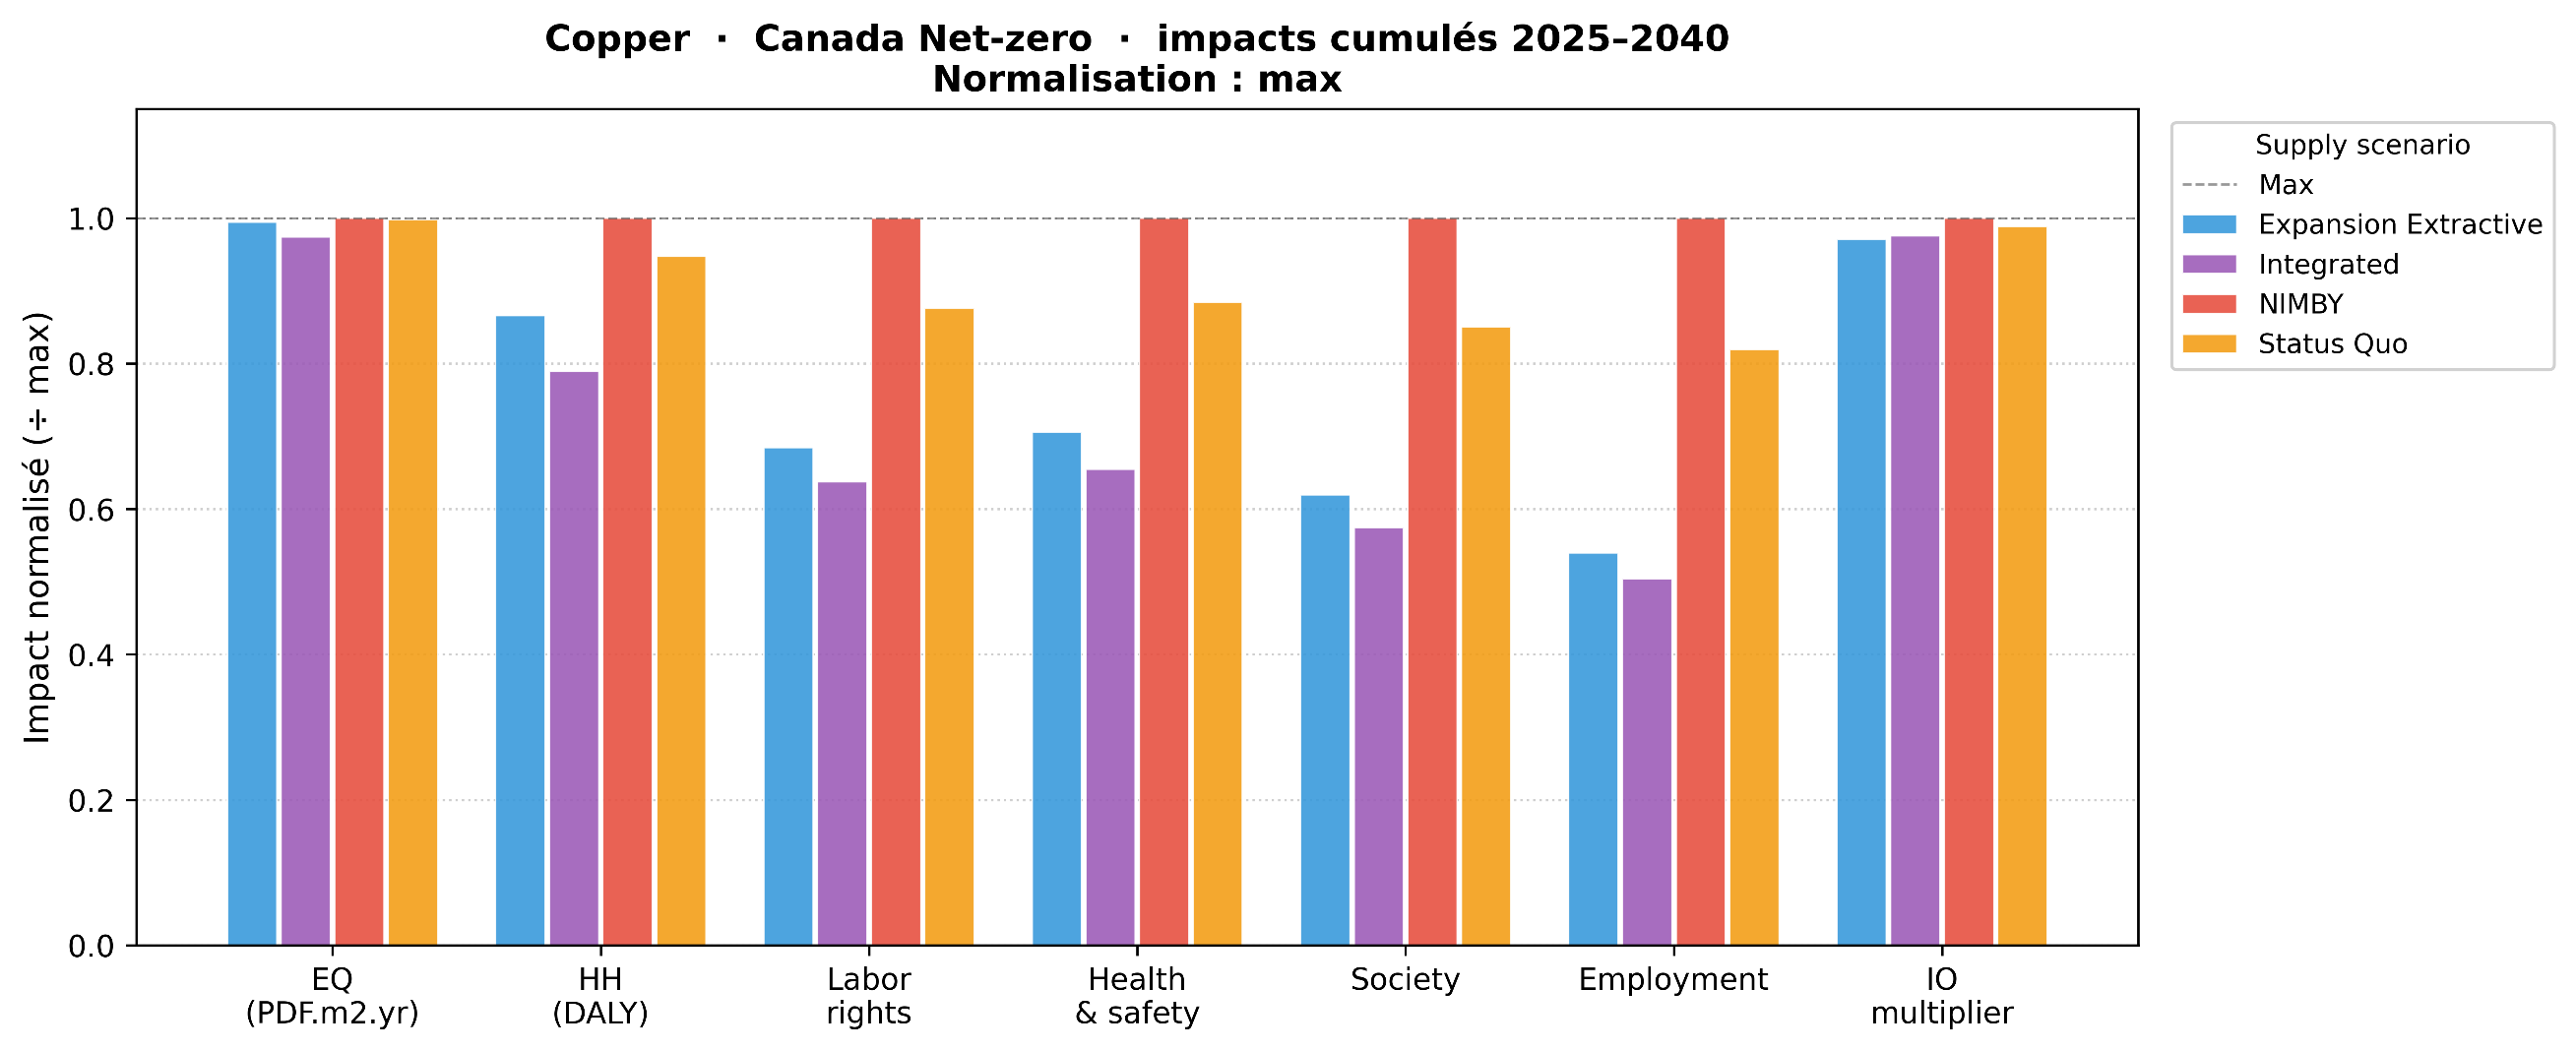 Copper · Canada Net-zero · impacts cumulés 2025–2040
Normalisation : max
Impact normalisé (÷ max)
1.0
0.8
0.6
0.4
0.2
0.0
EQ
(PDF.m2.yr)
HH
(DALY)
Labor
rights
Health
& safety
Society
Employment
IO
multiplier
Supply scenario
Max
Expansion Extractive
Integrated
NIMBY
Status Quo